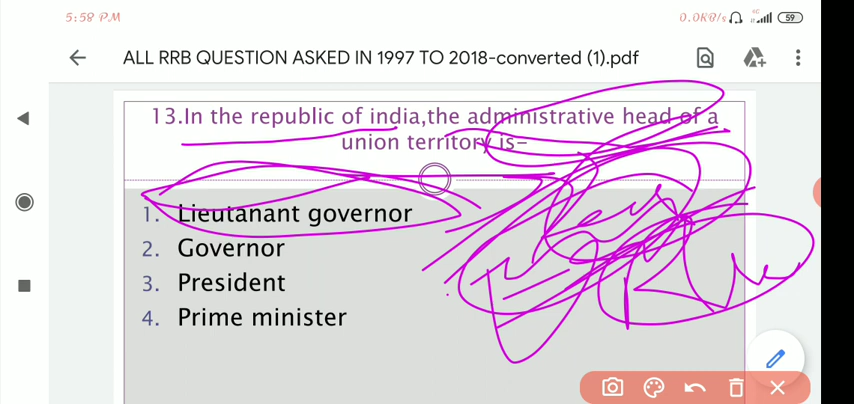 5:58 PM
0.0KB/s 4G 59
ALL RRB QUESTION ASKED IN 1997 TO 2018-converted (1).pdf
13.In the republic of india,the administrative head of a
union territory is-
1. Lieutanant governor
2. Governor
3. President
4. Prime minister